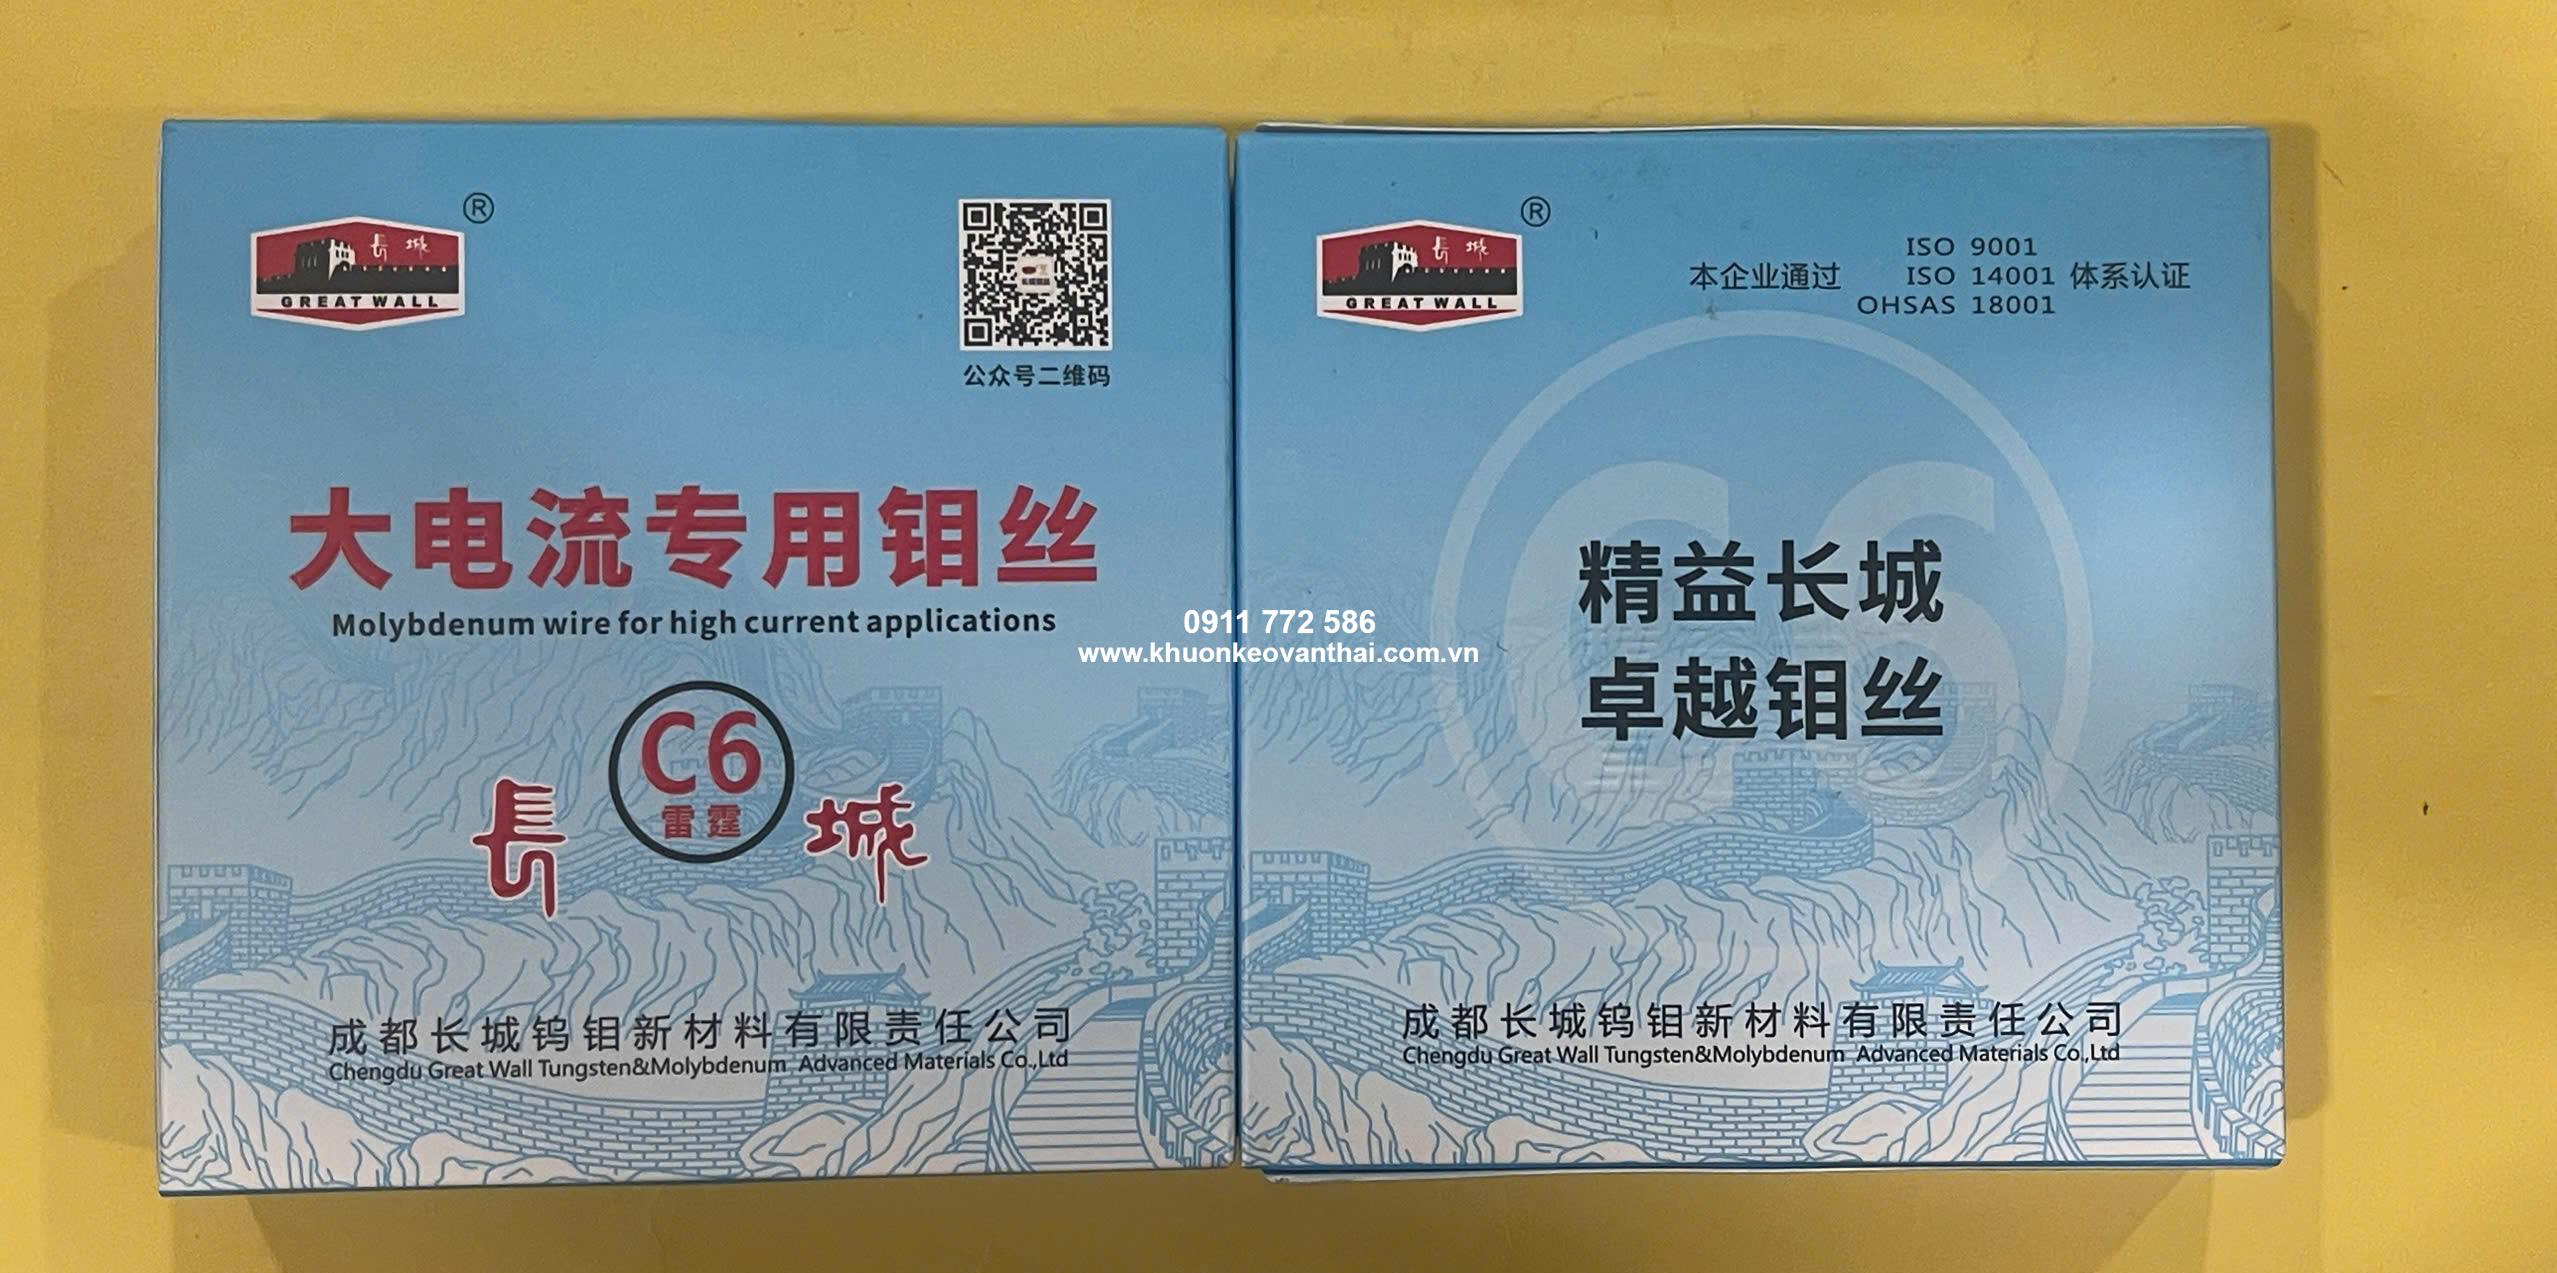 長城
GREAT WALL
®
公众号二维码
大电流专用钼丝
Molybdenum wire for high current applications
C6
雷霆
長城
成都长城钨钼新材料有限责任公司
Chengdu Great Wall Tungsten&Molybdenum Advanced Materials Co.,Ltd
0911 772 586
www.khuonkeovanthai.com.vn
長城
GREAT WALL
®
ISO 9001
本企业通过 ISO 14001 体系认证
OHSAS 18001
C6
精益长城
卓越钼丝
成都长城钨钼新材料有限责任公司
Chengdu Great Wall Tungsten&Molybdenum Advanced Materials Co.,Ltd